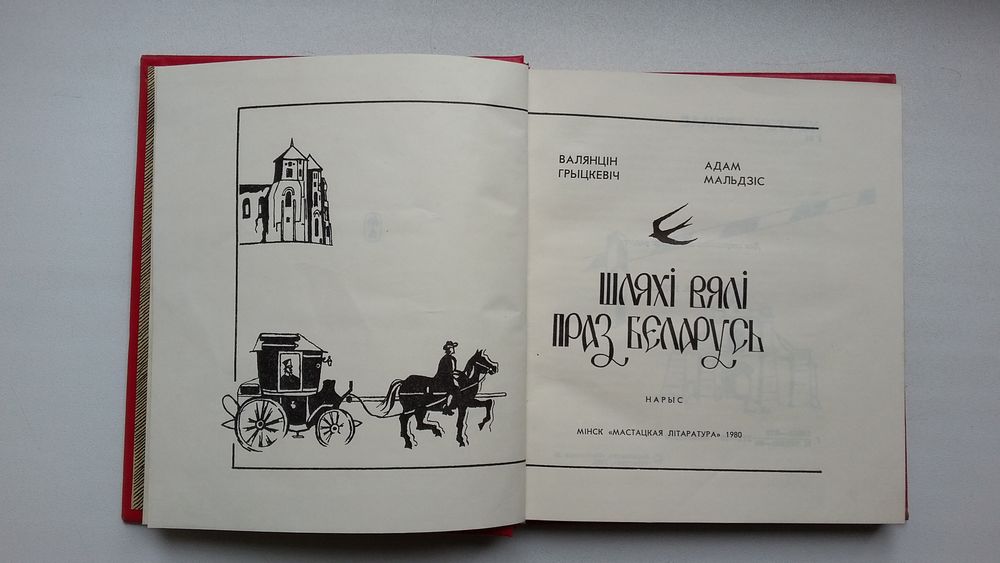 ВАЛЯНЦІН
ГРЫЦКЕВІЧ
АДАМ
МАЛЬДЗІС
ШЛЯХІ ВЯЛІ
ПРАЗ БЕЛАРУСЬ
НАРЫС
МІНСК «МАСТАЦКАЯ ЛІТАРАТУРА» 1980